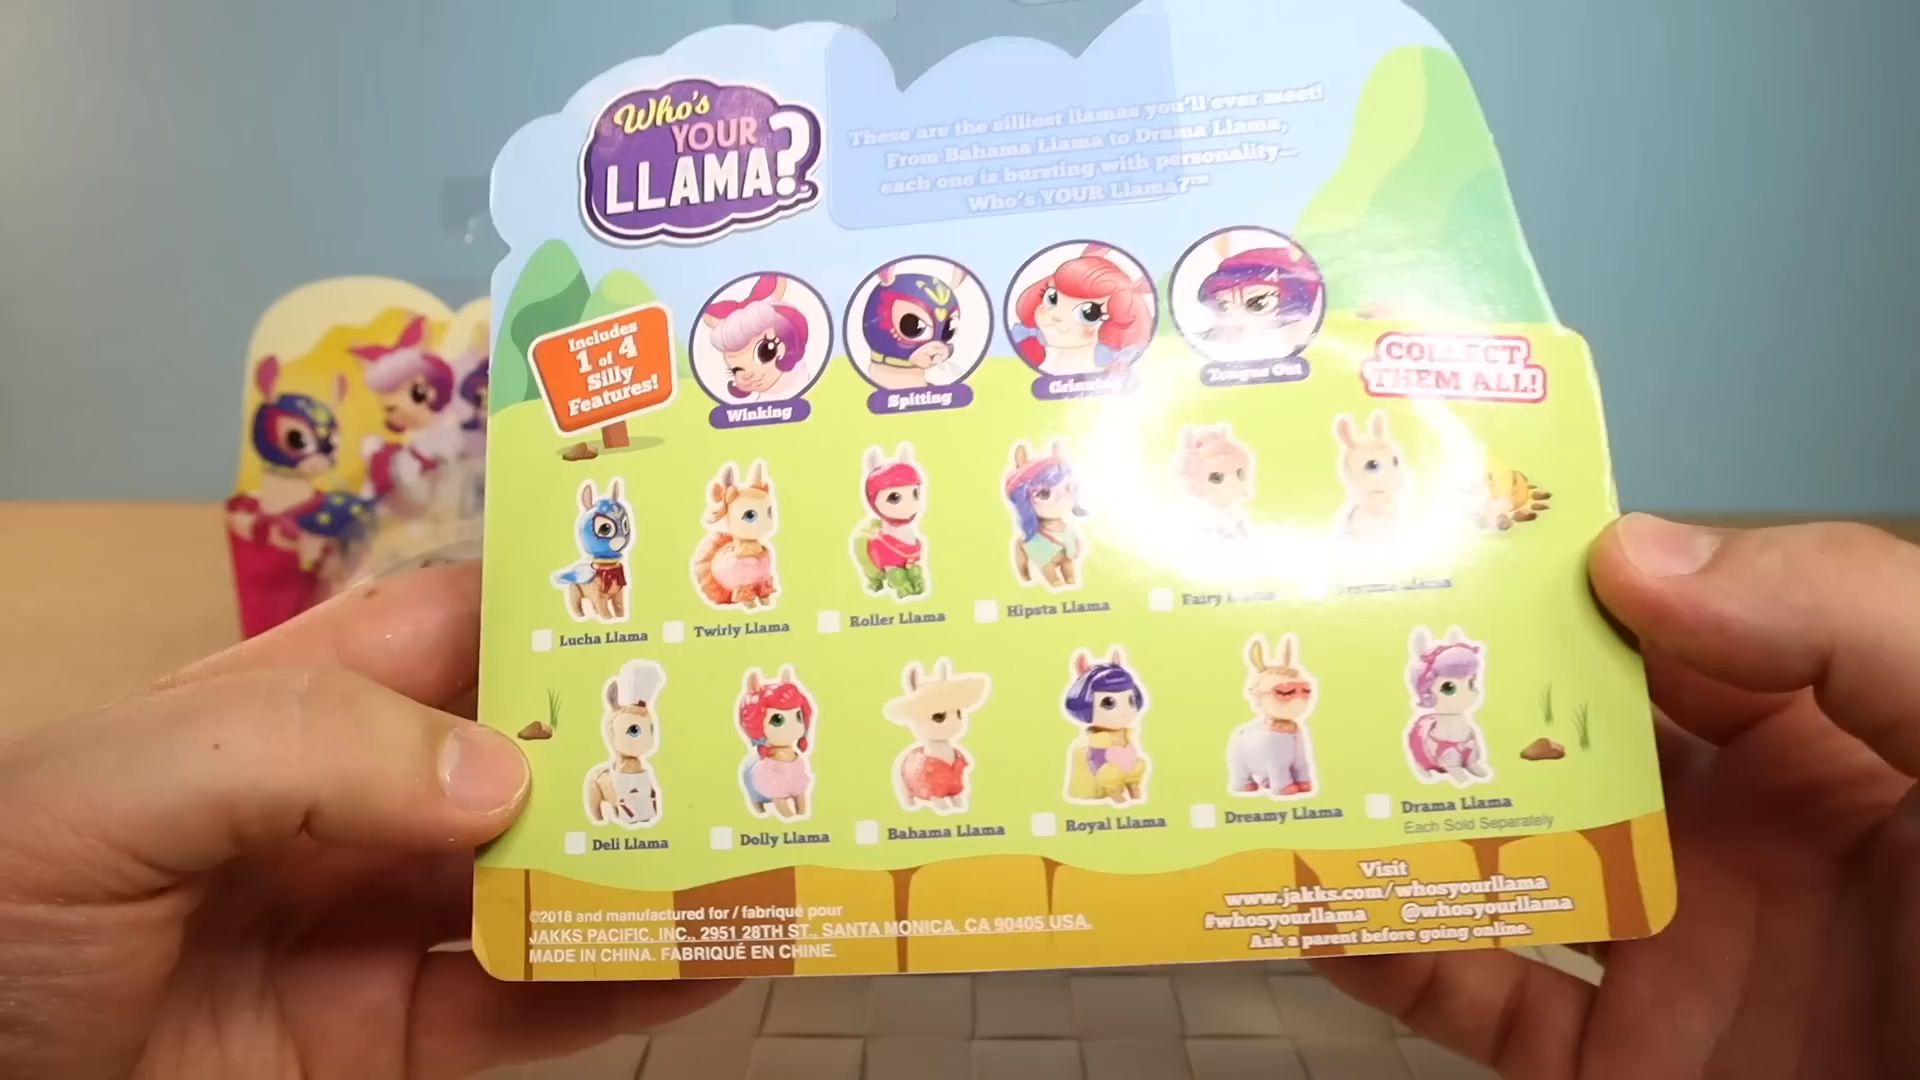 Who's
YOUR
LLAMA?
These are the silliest llamas you'll ever meet!
From Bahama Llama to Drama Llama,
each one is bursting with personality—
Who's YOUR Llama?™
Includes
1 of 4
Silly
Features!
Winking
Spitting
Grinning
Tongue Out
COLLECT
THEM ALL!
Lucha Llama
Twirly Llama
Roller Llama
Hipsta Llama
Fairy Llama
Llama
Deli Llama
Dolly Llama
Bahama Llama
Royal Llama
Dreamy Llama
Drama Llama
Each Sold Separately
©2018 and manufactured for / fabriqué pour
JAKKS PACIFIC, INC., 2951 28TH ST., SANTA MONICA, CA 90405 USA.
MADE IN CHINA. FABRIQUÉ EN CHINE.
Visit
www.jakks.com/whosyourllama
#whosyourllama @whosyourllama
Ask a parent before going online.